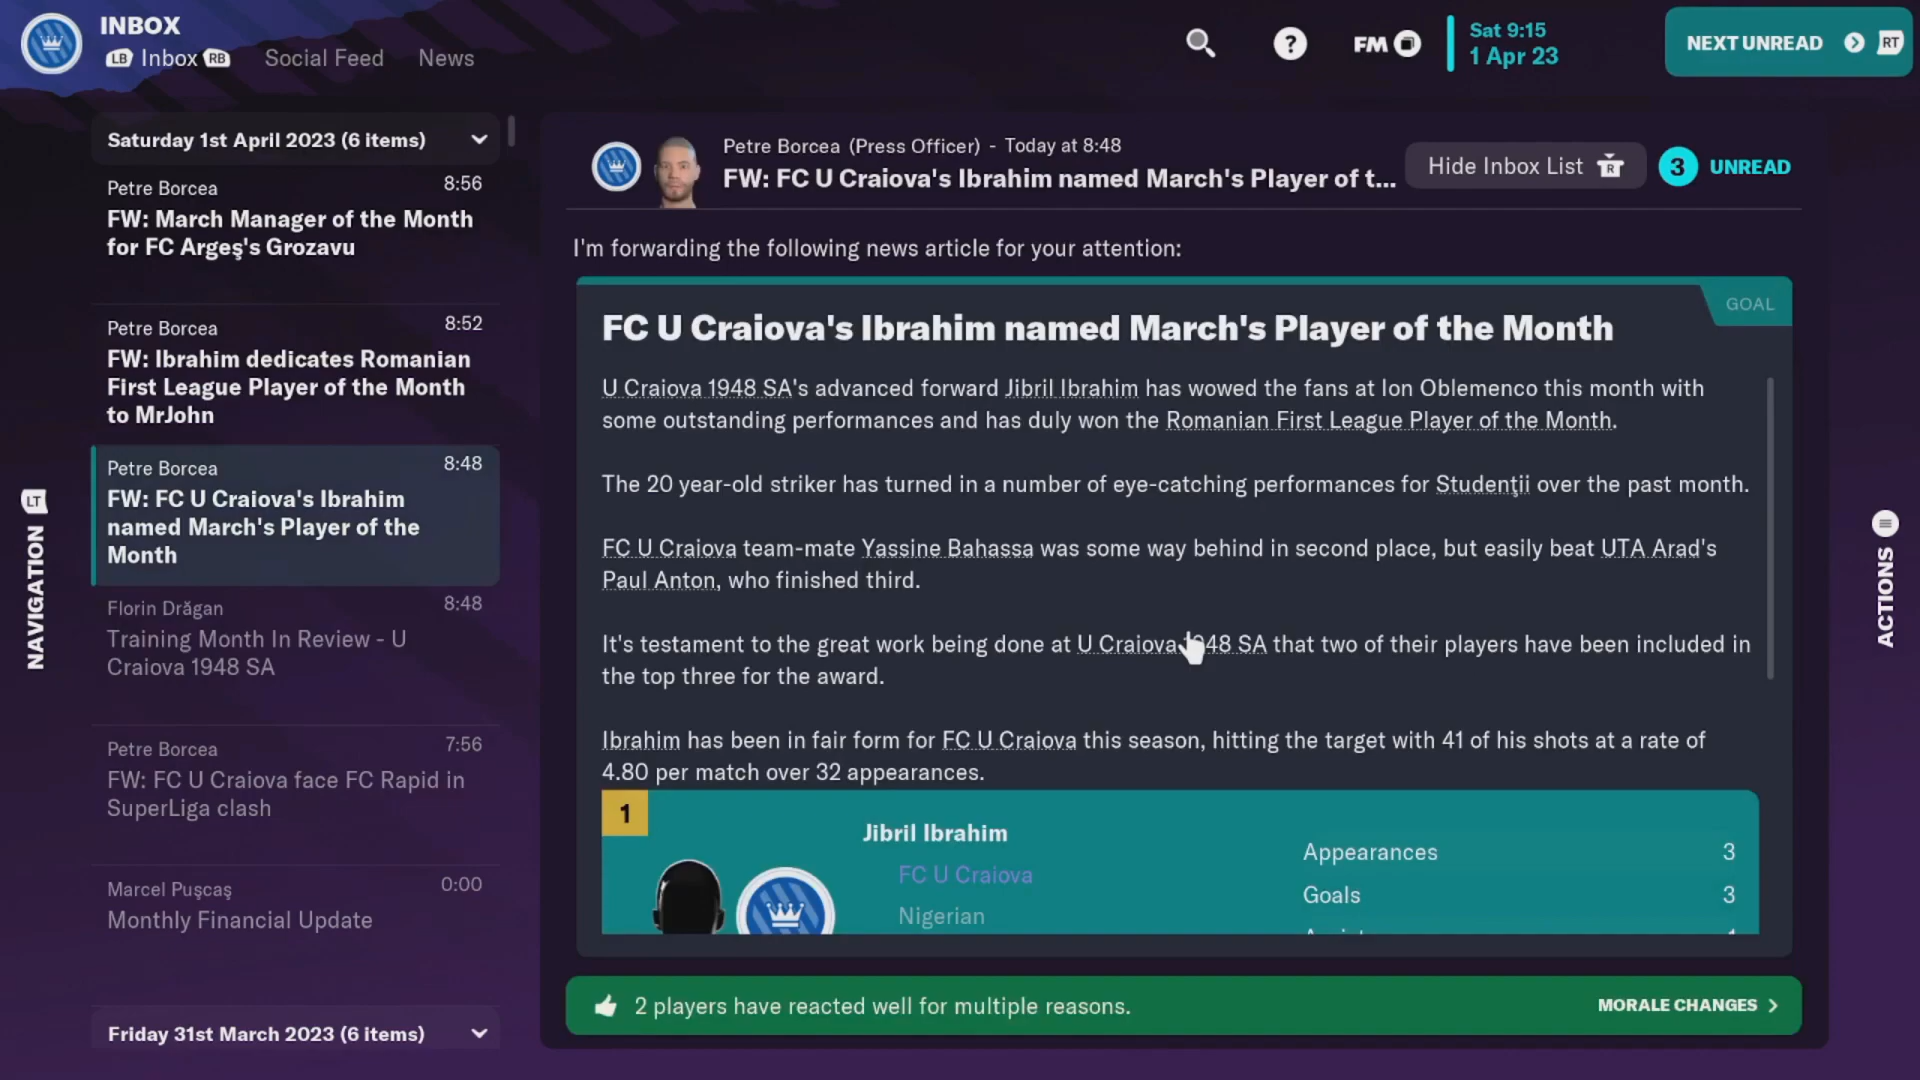 INBOX
LB Inbox RB Social Feed News
? FM
Sat 9:15
1 Apr 23
NEXT UNREAD RT
Saturday 1st April 2023 (6 items)
Petre Borcea 8:56
FW: March Manager of the Month
for FC Argeş's Grozavu
Petre Borcea 8:52
FW: Ibrahim dedicates Romanian
First League Player of the Month
to MrJohn
Petre Borcea 8:48
FW: FC U Craiova's Ibrahim
named March's Player of the
Month
Florin Drăgan 8:48
Training Month In Review - U
Craiova 1948 SA
Petre Borcea 7:56
FW: FC U Craiova face FC Rapid in
SuperLiga clash
Marcel Puşcaş 0:00
Monthly Financial Update
Friday 31st March 2023 (6 items)
LT
NAVIGATIN
Petre Borcea (Press Officer) - Today at 8:48
FW: FC U Craiova's Ibrahim named March's Player of t...
Hide Inbox List R
3 UNREAD
I'm forwarding the following news article for your attention:
GOAL
FC U Craiova's Ibrahim named March's Player of the Month
U Craiova 1948 SA's advanced forward Jibril Ibrahim has wowed the fans at Ion Oblemenco this month with
some outstanding performances and has duly won the Romanian First League Player of the Month.
The 20 year-old striker has turned in a number of eye-catching performances for Studenţii over the past month.
FC U Craiova team-mate Yassine Bahassa was some way behind in second place, but easily beat UTA Arad's
Paul Anton, who finished third.
It's testament to the great work being done at U Craiova 1948 SA that two of their players have been included in
the top three for the award.
Ibrahim has been in fair form for FC U Craiova this season, hitting the target with 41 of his shots at a rate of
4.80 per match over 32 appearances.
1
Jibril Ibrahim
FC U Craiova
Nigerian
Appearances 3
Goals 3
2 players have reacted well for multiple reasons.
MORALE CHANGES
ACTIONS